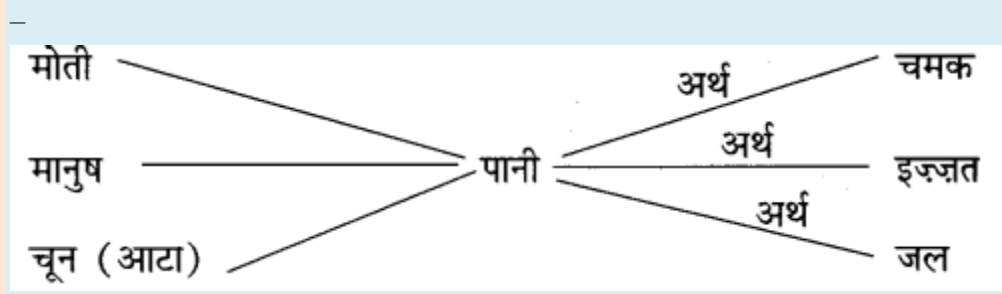 मोती
अर्थ
चमक
मानुष
पानी
अर्थ
इज़्ज़त
चून (आटा)
अर्थ
जल